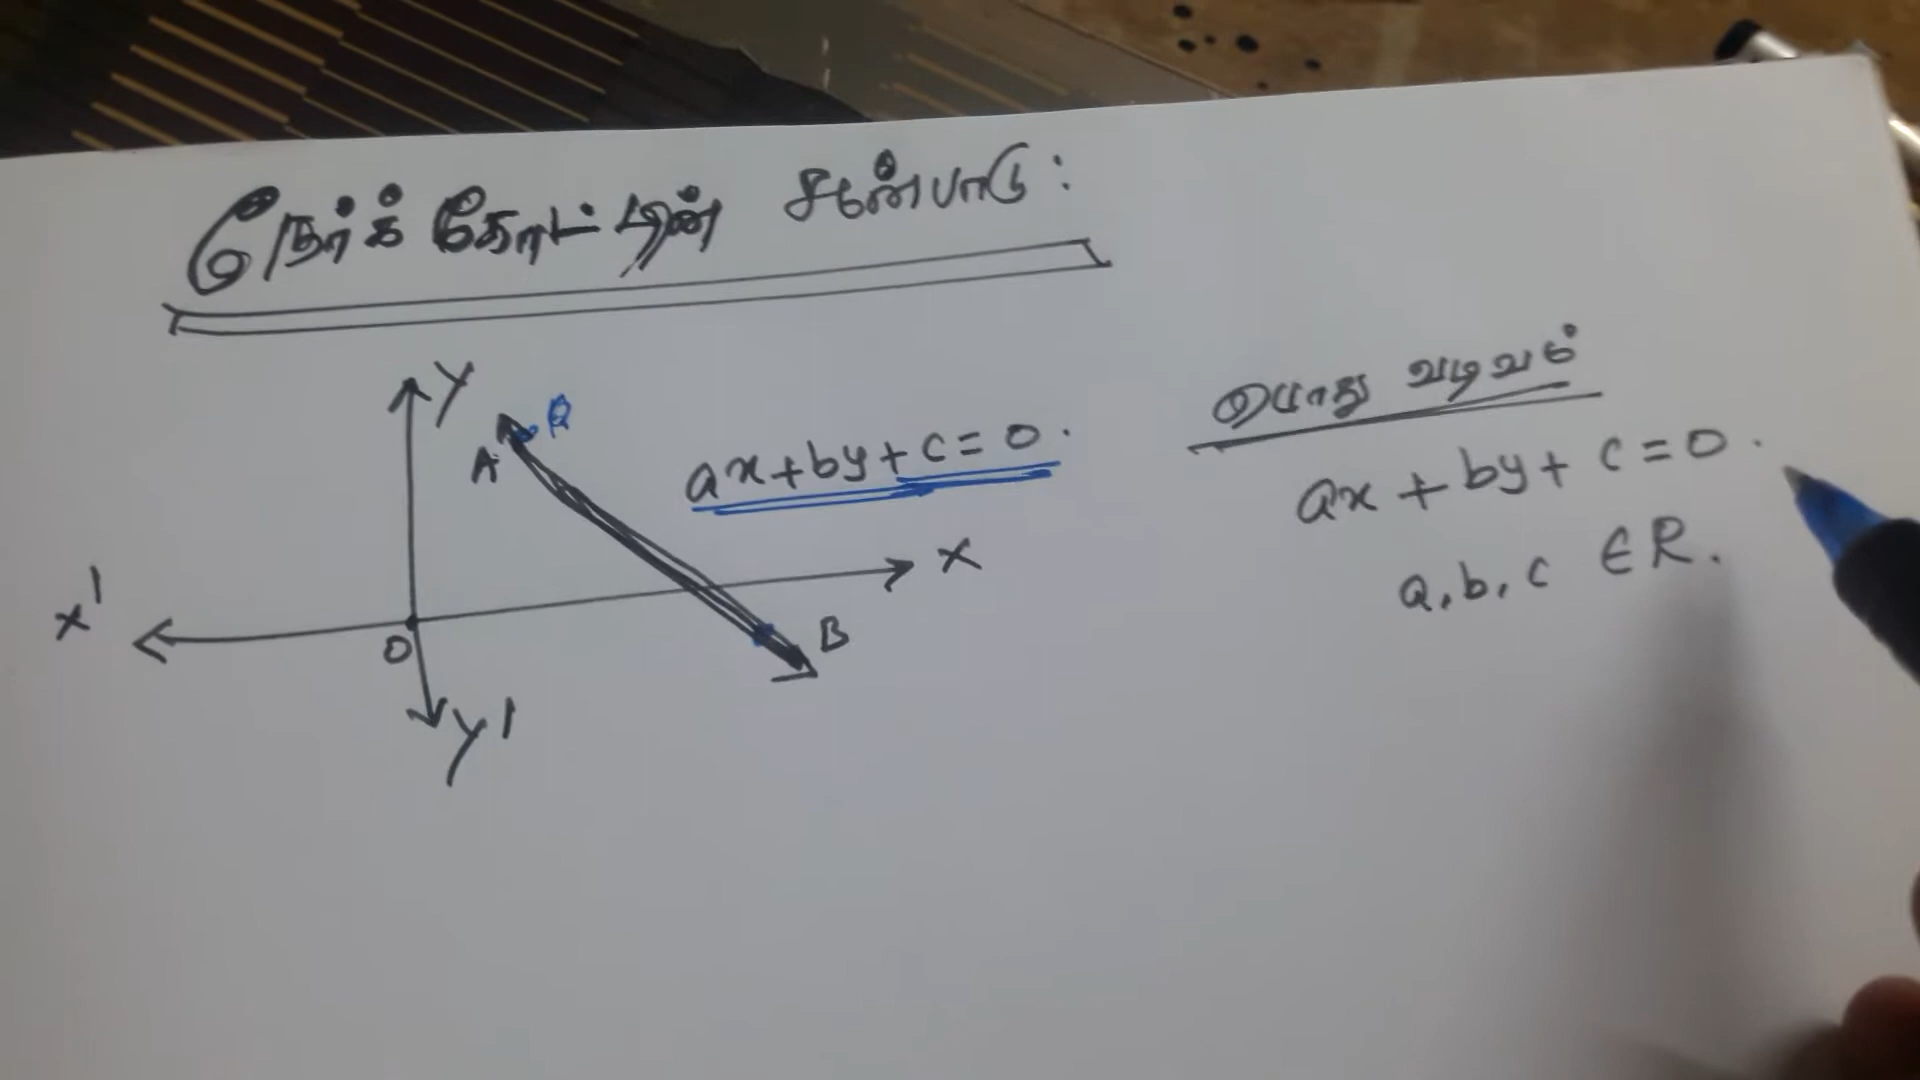 நேர்க் கோட்டின் சமன்பாடு :
Y
A
ax+by+c=0.
X
X'
O
B
Y'
பொது வடிவம்
ax + by + c = 0.
a, b, c ∈ R.